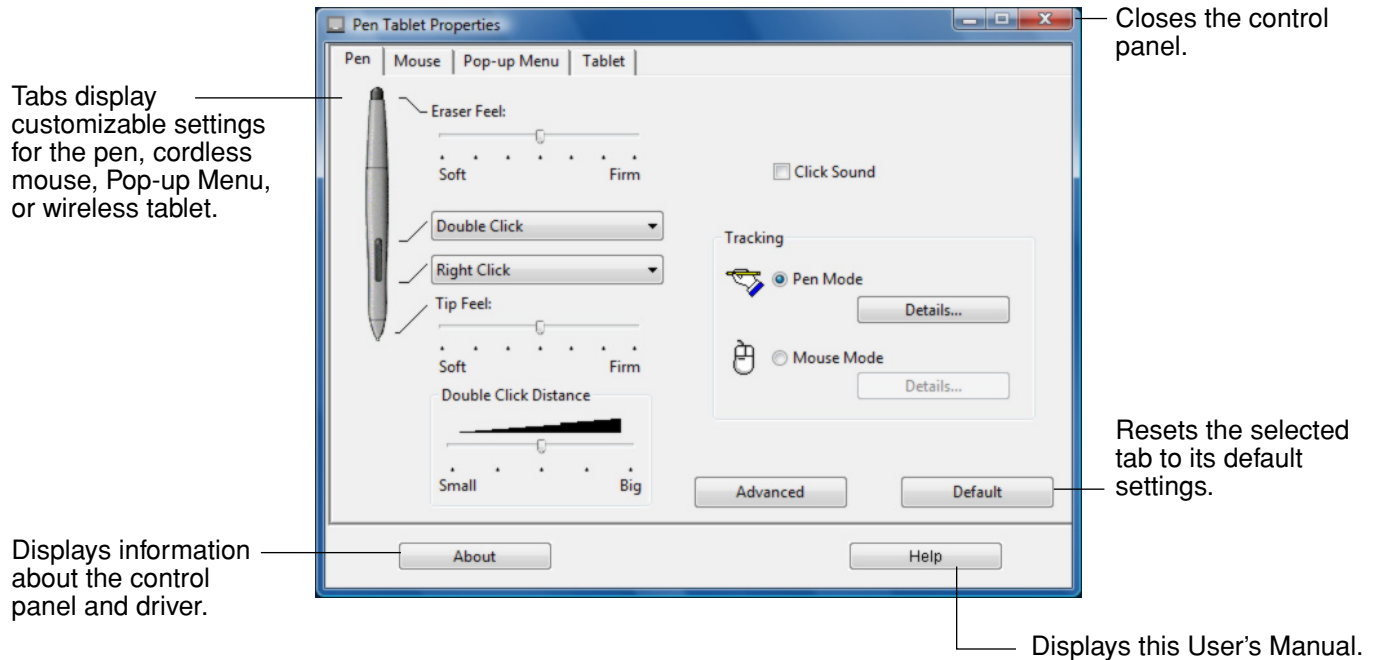 Pen Tablet Properties
Closes the control
panel.
Pen Mouse Pop-up Menu Tablet
Tabs display
customizable settings
for the pen, cordless
mouse, Pop-up Menu,
or wireless tablet.
Eraser Feel:
Soft Firm
Click Sound
Double Click
Right Click
Tip Feel:
Soft Firm
Double Click Distance
Small Big
Tracking
Pen Mode
Details...
Mouse Mode
Details...
Advanced
Default
Resets the selected
tab to its default
settings.
Displays information
about the control
panel and driver.
About
Help
Displays this User's Manual.